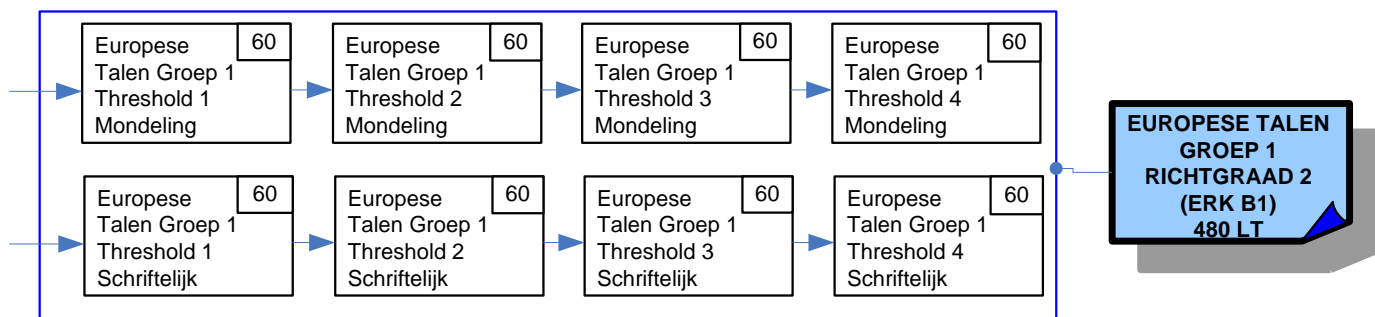 Europese
Talen Groep 1
Threshold 1
Mondeling
60
Europese
Talen Groep 1
Threshold 2
Mondeling
60
Europese
Talen Groep 1
Threshold 3
Mondeling
60
Europese
Talen Groep 1
Threshold 4
Mondeling
60
Europese
Talen Groep 1
Threshold 1
Schriftelijk
60
Europese
Talen Groep 1
Threshold 2
Schriftelijk
60
Europese
Talen Groep 1
Threshold 3
Schriftelijk
60
Europese
Talen Groep 1
Threshold 4
Schriftelijk
60
EUROPESE TALEN
GROEP 1
RICHTGRAAD 2
(ERK B1)
480 LT